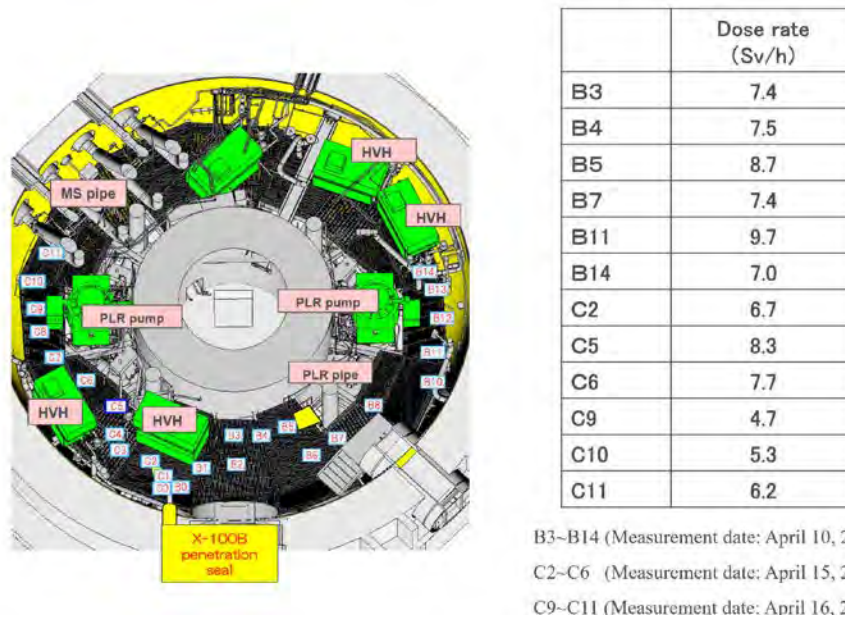 HVH
MS pipe
HVH
C11
B14
C10
B13
PLR pump
C9
PLR pump
B12
C8
B11
C7
PLR pipe
C6
B10
C5
B8
HVH
HVH
B5
C4
B3
B4
B7
C3
C2
B1
B2
B6
C1
C0
B0
X-100B
penetration
seal
Dose rate
(Sv/h)
B3 7.4
B4 7.5
B5 8.7
B7 7.4
B11 9.7
B14 7.0
C2 6.7
C5 8.3
C6 7.7
C9 4.7
C10 5.3
C11 6.2
B3~B14 (Measurement date: April 10, 2
C2~C6 (Measurement date: April 15, 2
C9~C11 (Measurement date: April 16, 2